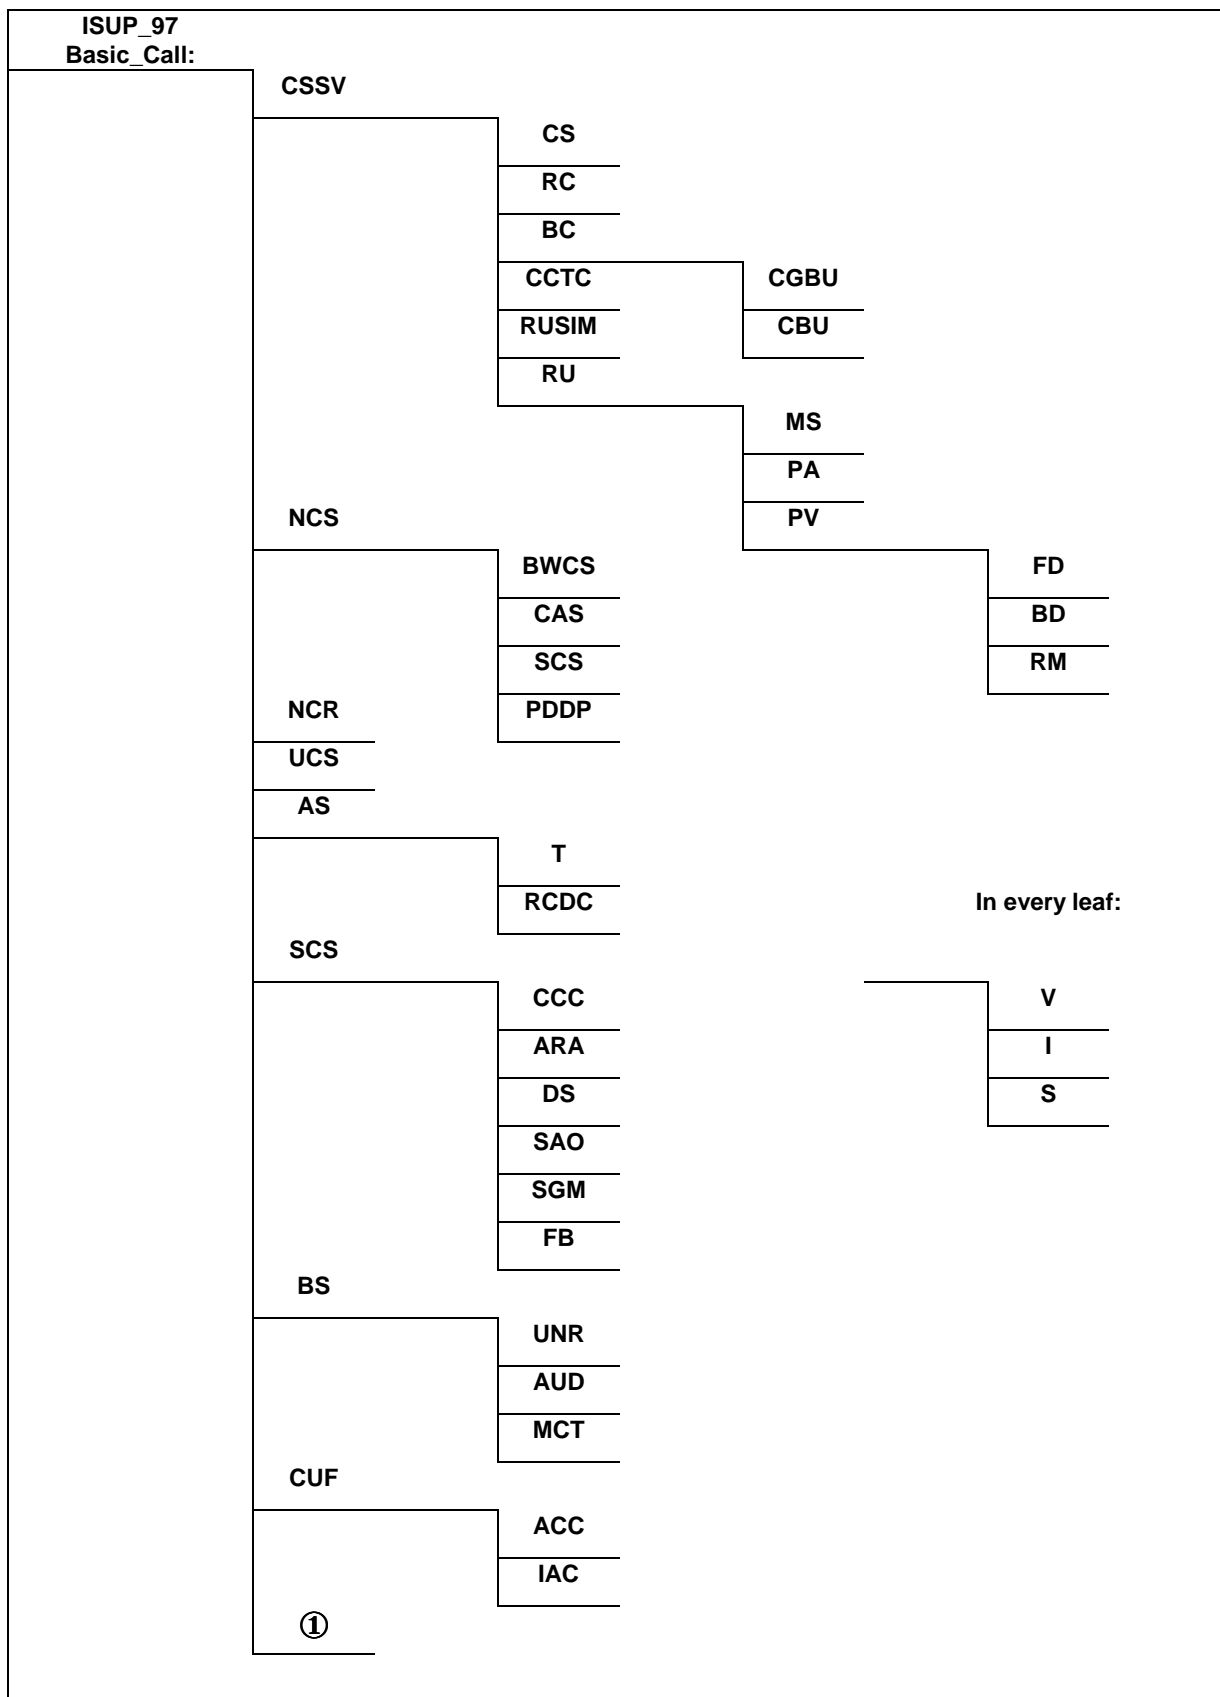 ISUP_97
Basic_Call:
CSSV
CS
RC
BC
CCTC CGBU
RUSIM CBU
RU
MS
PA
NCS PV
BWCS FD
CAS BD
SCS RM
NCR PDDP
UCS
AS
T
RCDC In every leaf:
SCS
CCC V
ARA I
DS S
SAO
SGM
FB
BS
UNR
AUD
MCT
CUF
ACC
IAC
①